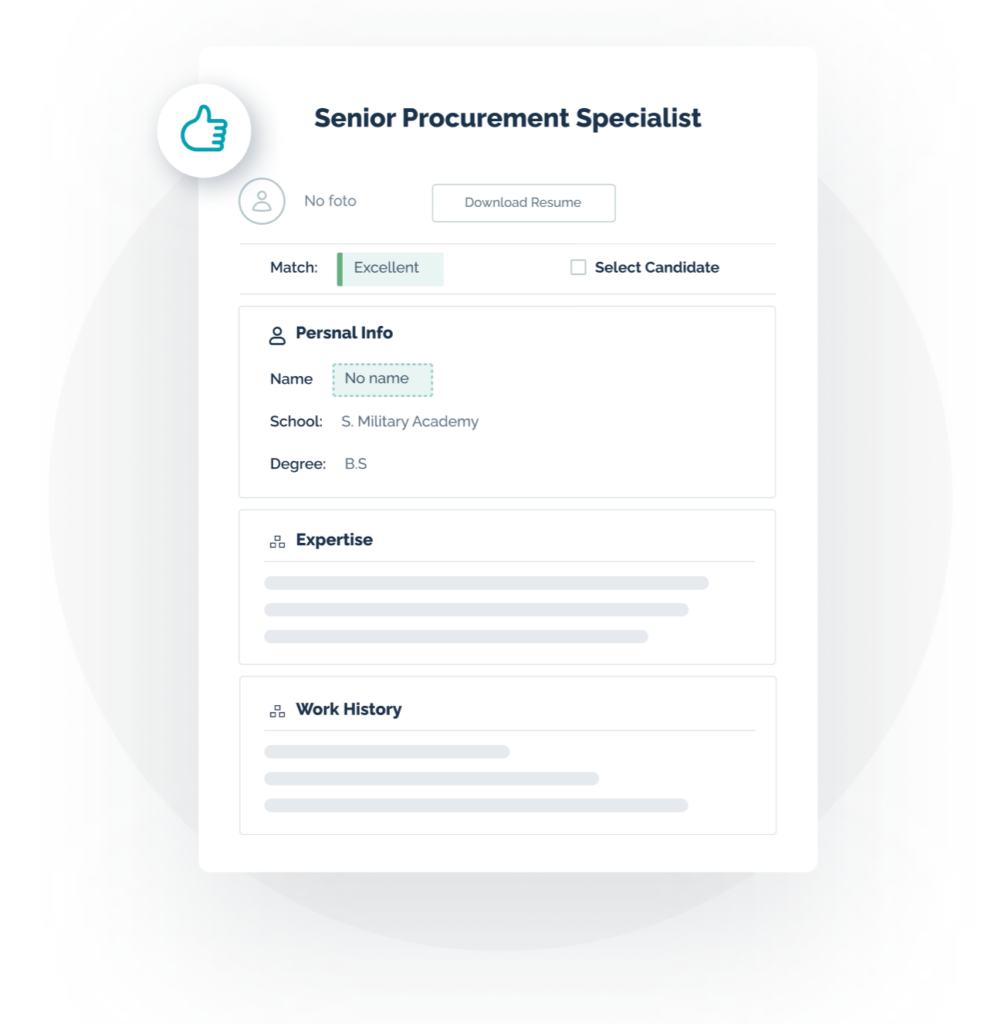 Senior Procurement Specialist
No foto Download Resume
Match: Excellent Select Candidate
Persnal Info
Name No name
School: S. Military Academy
Degree: B.S
Expertise
Work History